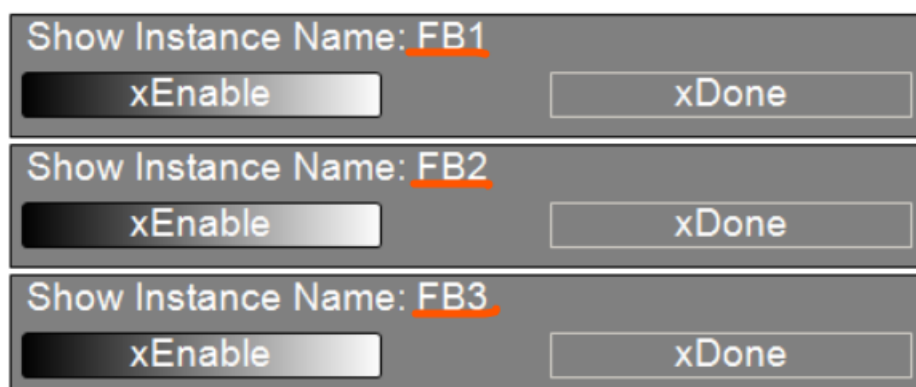 Show Instance Name: FB1
xEnable xDone
Show Instance Name: FB2
xEnable xDone
Show Instance Name: FB3
xEnable xDone